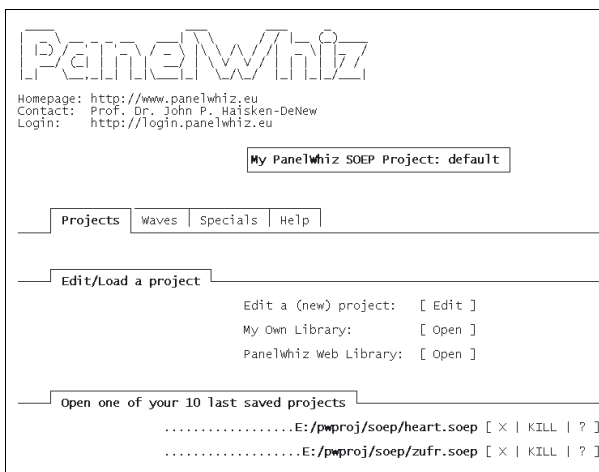 PanelWhiz
Homepage: http://www.panelwhiz.eu
Contact: Prof. Dr. John P. Haisken-DeNew
Login: http://login.panelwhiz.eu
My PanelWhiz SOEP Project: default
Projects Waves Specials Help
Edit/Load a project
Edit a (new) project: [ Edit ]
My Own Library: [ Open ]
PanelWhiz Web Library: [ Open ]
Open one of your 10 last saved projects
..................E:/pwproj/soep/heart.soep [ X | KILL | ? ]
...................E:/pwproj/soep/zufr.soep [ X | KILL | ? ]